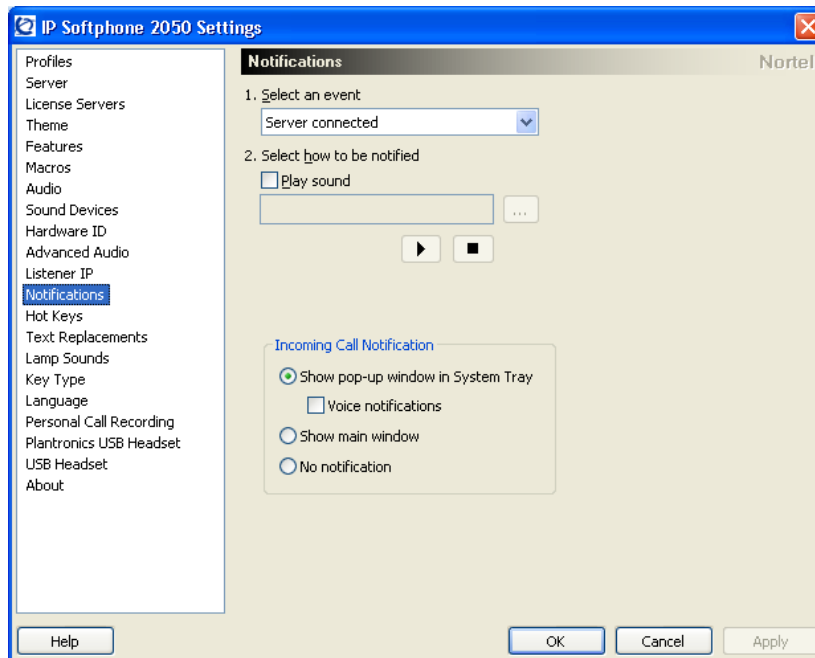 IP Softphone 2050 Settings
Profiles
Server
License Servers
Theme
Features
Macros
Audio
Sound Devices
Hardware ID
Advanced Audio
Listener IP
Notifications
Hot Keys
Text Replacements
Lamp Sounds
Key Type
Language
Personal Call Recording
Plantronics USB Headset
USB Headset
About
Notifications
Nortel
1. Select an event
Server connected
2. Select how to be notified
Play sound
...
Incoming Call Notification
Show pop-up window in System Tray
Voice notifications
Show main window
No notification
Help
OK
Cancel
Apply